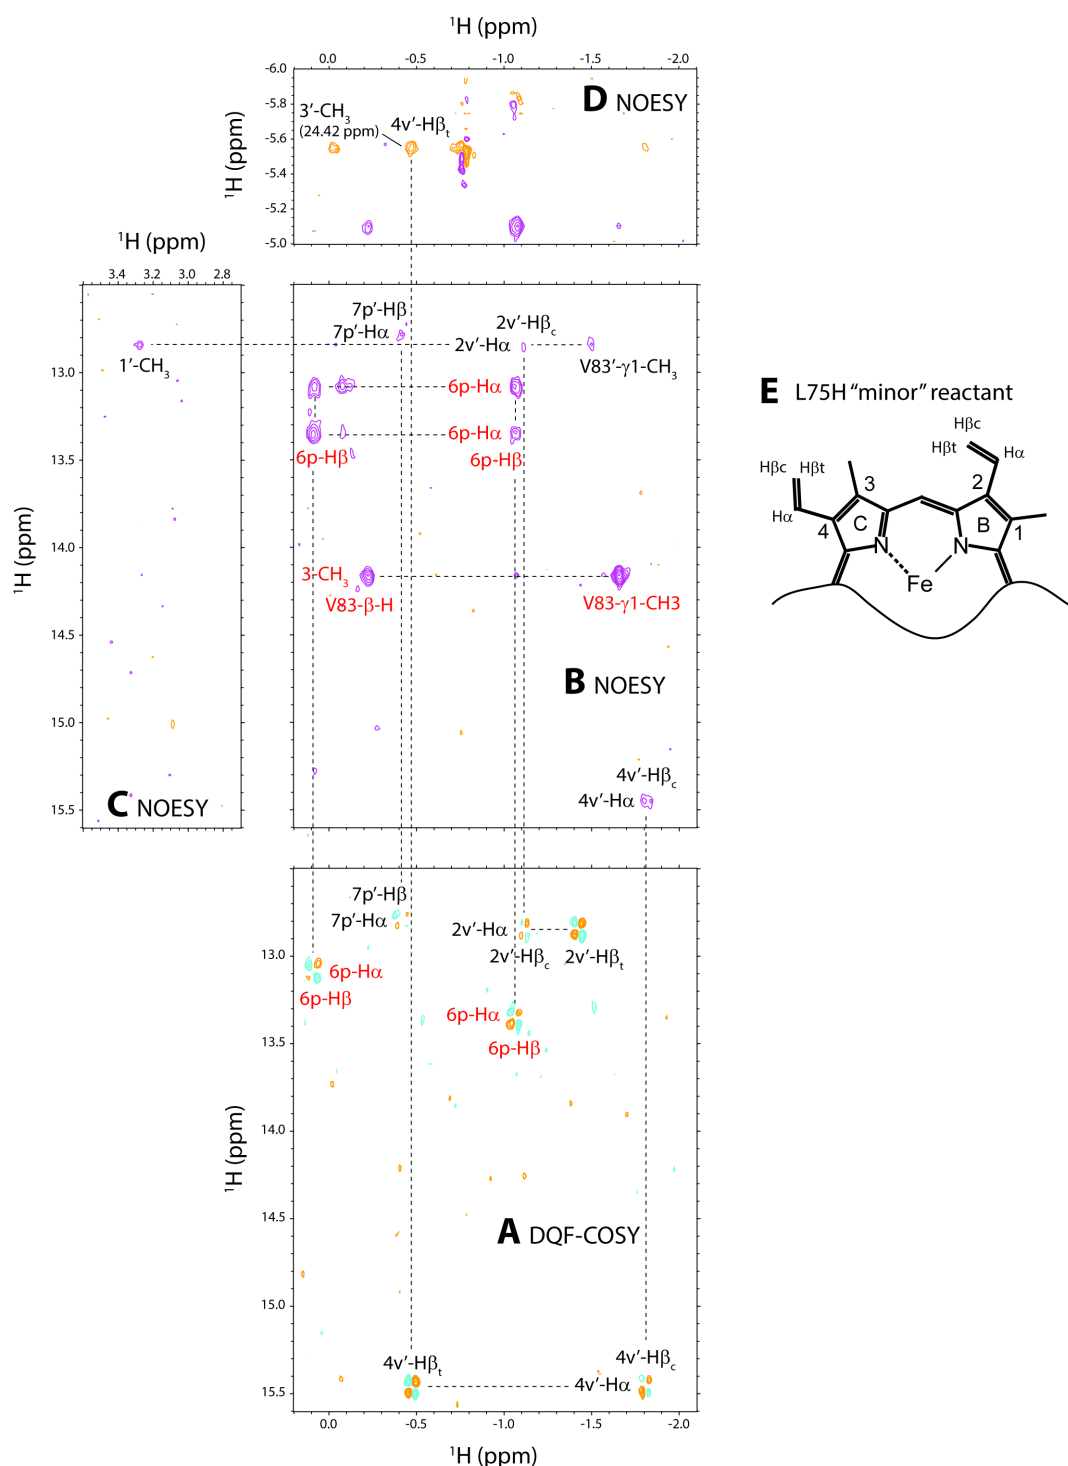 ¹H (ppm)
0.0 -0.5 -1.0 -1.5 -2.0
-6.0
-5.8
-5.6
-5.4
-5.2
-5.0
¹H (ppm)
D NOESY
3′-CH₃
(24.42 ppm)
4v′-Hβₜ
¹H (ppm)
3.4 3.2 3.0 2.8
13.0
13.5
14.0
14.5
15.0
15.5
¹H (ppm)
1′-CH₃
C NOESY
7p′-Hβ
7p′-Hα
2v′-Hβ꜀
2v′-Hα
V83′-γ1-CH₃
6p-Hα
6p-Hα
6p-Hβ
6p-Hβ
3-CH₃
V83-β-H
V83-γ1-CH3
B NOESY
4v′-Hβ꜀
4v′-Hα
E L75H “minor” reactant
Hβc
Hβt
Hα
Hβc Hβt
Hα
3
2
4
C
B
1
N
N
Fe
7p′-Hβ
7p′-Hα
2v′-Hα
2v′-Hβ꜀ 2v′-Hβₜ
6p-Hα
6p-Hβ
6p-Hα
6p-Hβ
13.0
13.5
14.0
14.5
15.0
15.5
¹H (ppm)
A DQF-COSY
4v′-Hβₜ
4v′-Hβ꜀
4v′-Hα
0.0 -0.5 -1.0 -1.5 -2.0
¹H (ppm)